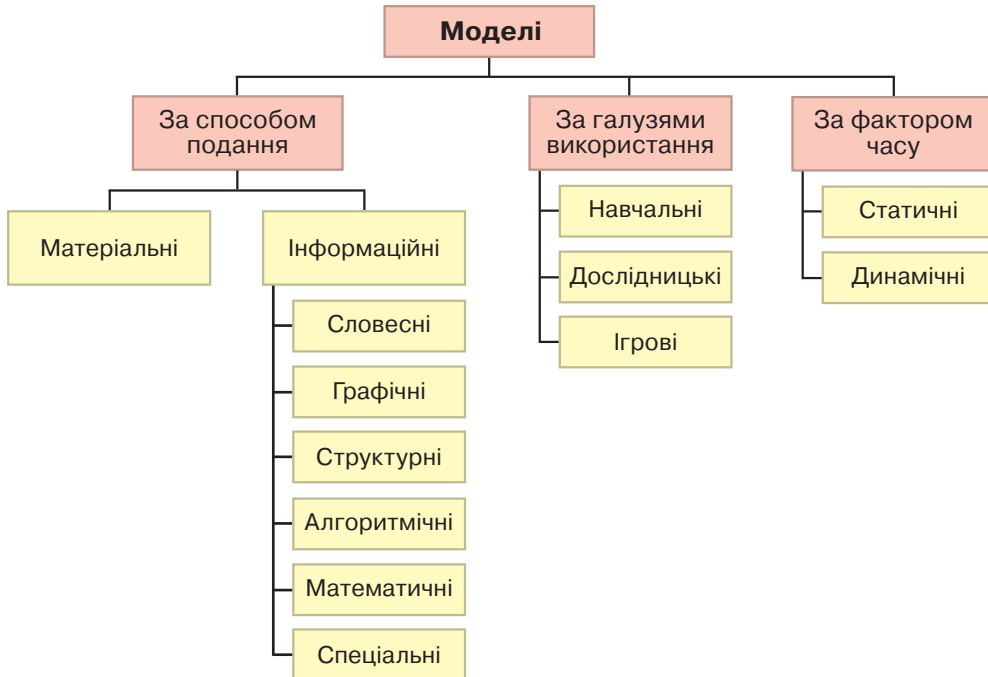 Моделі
За способом
подання
За галузями
використання
За фактором
часу
Матеріальні
Інформаційні
Словесні
Графічні
Структурні
Алгоритмічні
Математичні
Спеціальні
Навчальні
Дослідницькі
Ігрові
Статичні
Динамічні